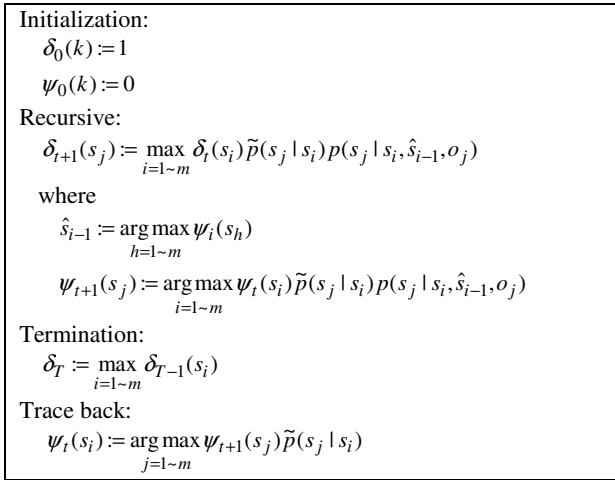 Initialization:
δ₀(k) := 1
ψ₀(k) := 0
Recursive:
δ_{t+1}(s_j) := max_{i=1~m} δ_t(s_i) p̃(s_j | s_i) p(s_j | s_i, ŝ_{i−1}, o_j)
where
ŝ_{i−1} := arg max_{h=1~m} ψ_i(s_h)
ψ_{t+1}(s_j) := arg max_{i=1~m} ψ_t(s_i) p̃(s_j | s_i) p(s_j | s_i, ŝ_{i−1}, o_j)
Termination:
δ_T := max_{i=1~m} δ_{T−1}(s_i)
Trace back:
ψ_t(s_i) := arg max_{j=1~m} ψ_{t+1}(s_j) p̃(s_j | s_i)